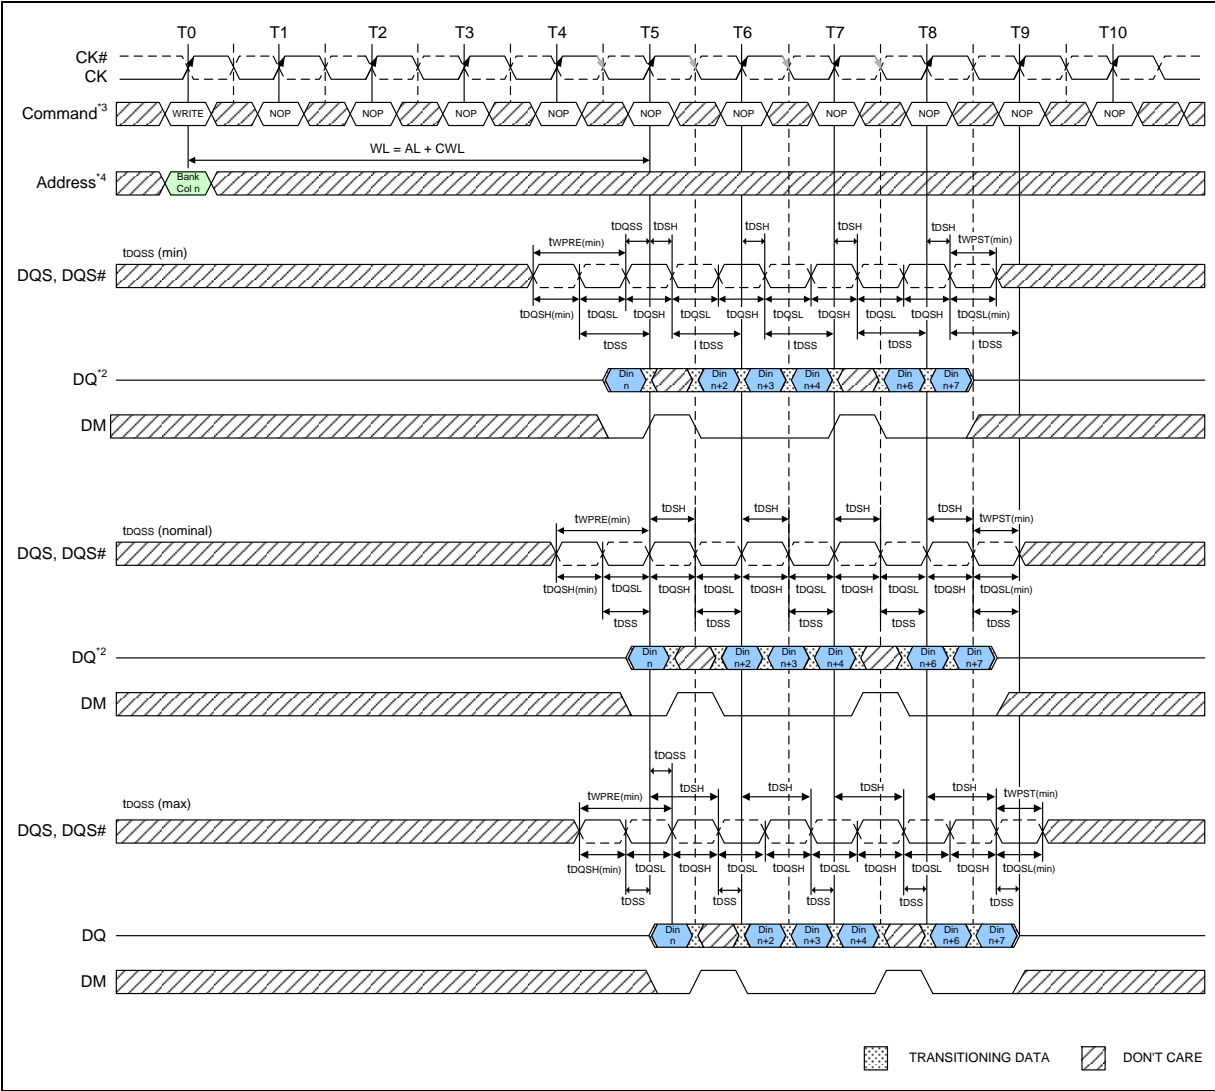 T0 T1 T2 T3 T4 T5 T6 T7 T8 T9 T10
CK#
CK
Command*3 WRITE NOP NOP NOP NOP NOP NOP NOP NOP NOP NOP
WL = AL + CWL
Address*4 Bank
Col n
tDQSS tDSH tDSH tDSH tDSH
tDQSS (min) tWPRE(min) tWPST(min)
DQS, DQS#
tDQSH(min) tDQSL tDQSH tDQSL tDQSH tDQSL tDQSH tDQSL tDQSH tDQSL(min)
tDSS tDSS tDSS tDSS tDSS
DQ*2 Din Din Din Din Din Din
n n+2 n+3 n+4 n+6 n+7
DM
tDSH tDSH tDSH tDSH
tDQSS (nominal) tWPRE(min) tWPST(min)
DQS, DQS#
tDQSH(min) tDQSL tDQSH tDQSL tDQSH tDQSL tDQSH tDQSL tDQSH tDQSL(min)
tDSS tDSS tDSS tDSS tDSS
DQ*2 Din Din Din Din Din Din
n n+2 n+3 n+4 n+6 n+7
DM
tDQSS
tDSH tDSH tDSH tDSH
tDQSS (max) tWPRE(min) tWPST(min)
DQS, DQS#
tDQSH(min) tDQSL tDQSH tDQSL tDQSH tDQSL tDQSH tDQSL tDQSH tDQSL(min)
tDSS tDSS tDSS tDSS tDSS
DQ Din Din Din Din Din Din
n n+2 n+3 n+4 n+6 n+7
DM
TRANSITIONING DATA DON'T CARE